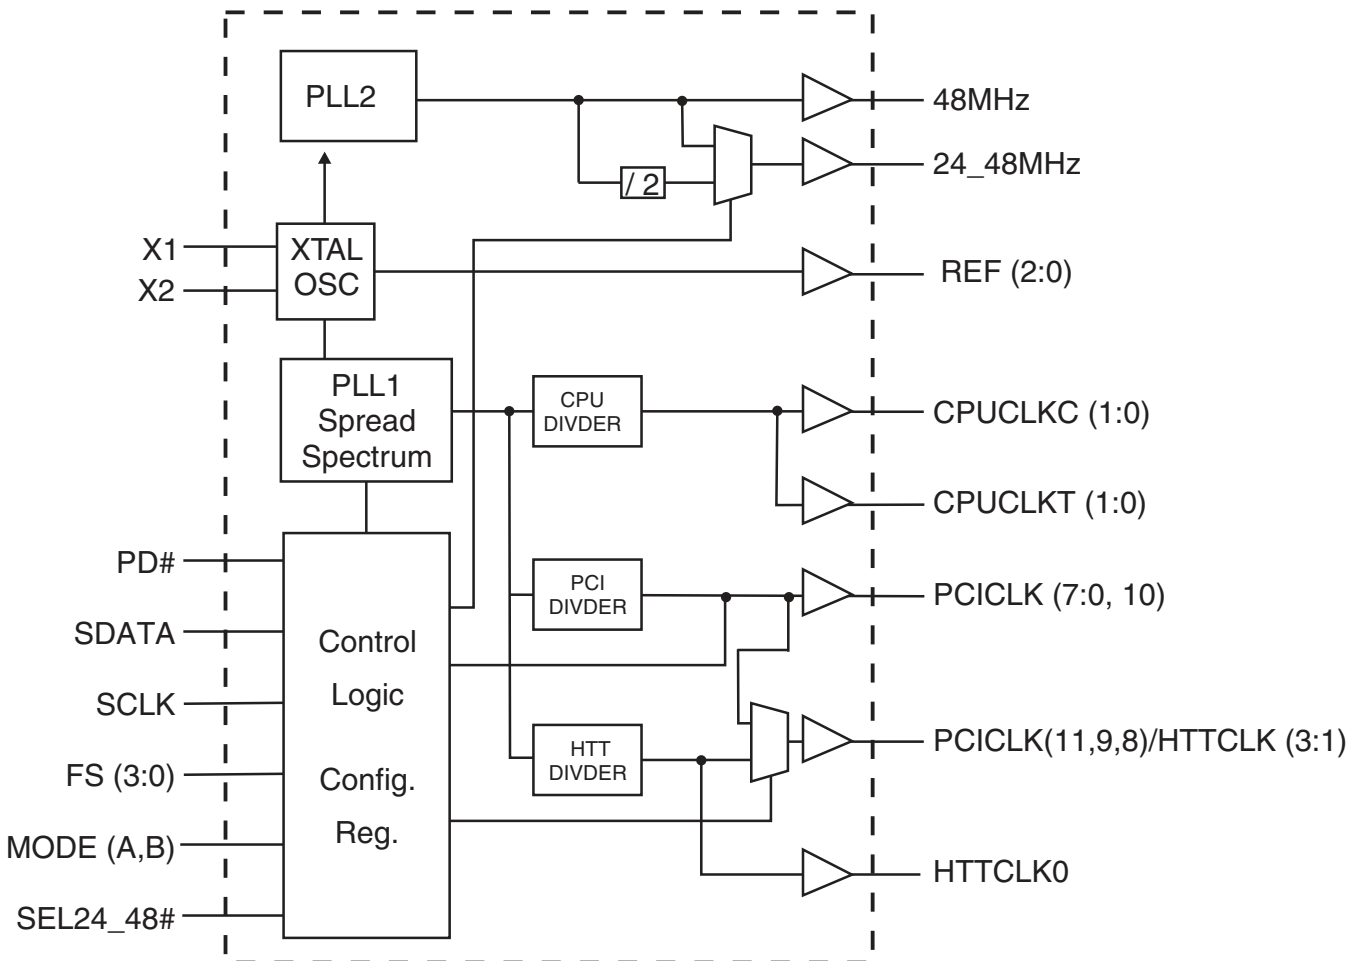 PLL2
48MHz
24_48MHz
/ 2
X1
X2
XTAL
OSC
REF (2:0)
PLL1
Spread
Spectrum
CPU
DIVDER
CPUCLKC (1:0)
CPUCLKT (1:0)
PD#
SDATA
SCLK
FS (3:0)
MODE (A,B)
SEL24_48#
Control
Logic
Config.
Reg.
PCI
DIVDER
PCICLK (7:0, 10)
HTT
DIVDER
PCICLK(11,9,8)/HTTCLK (3:1)
HTTCLK0